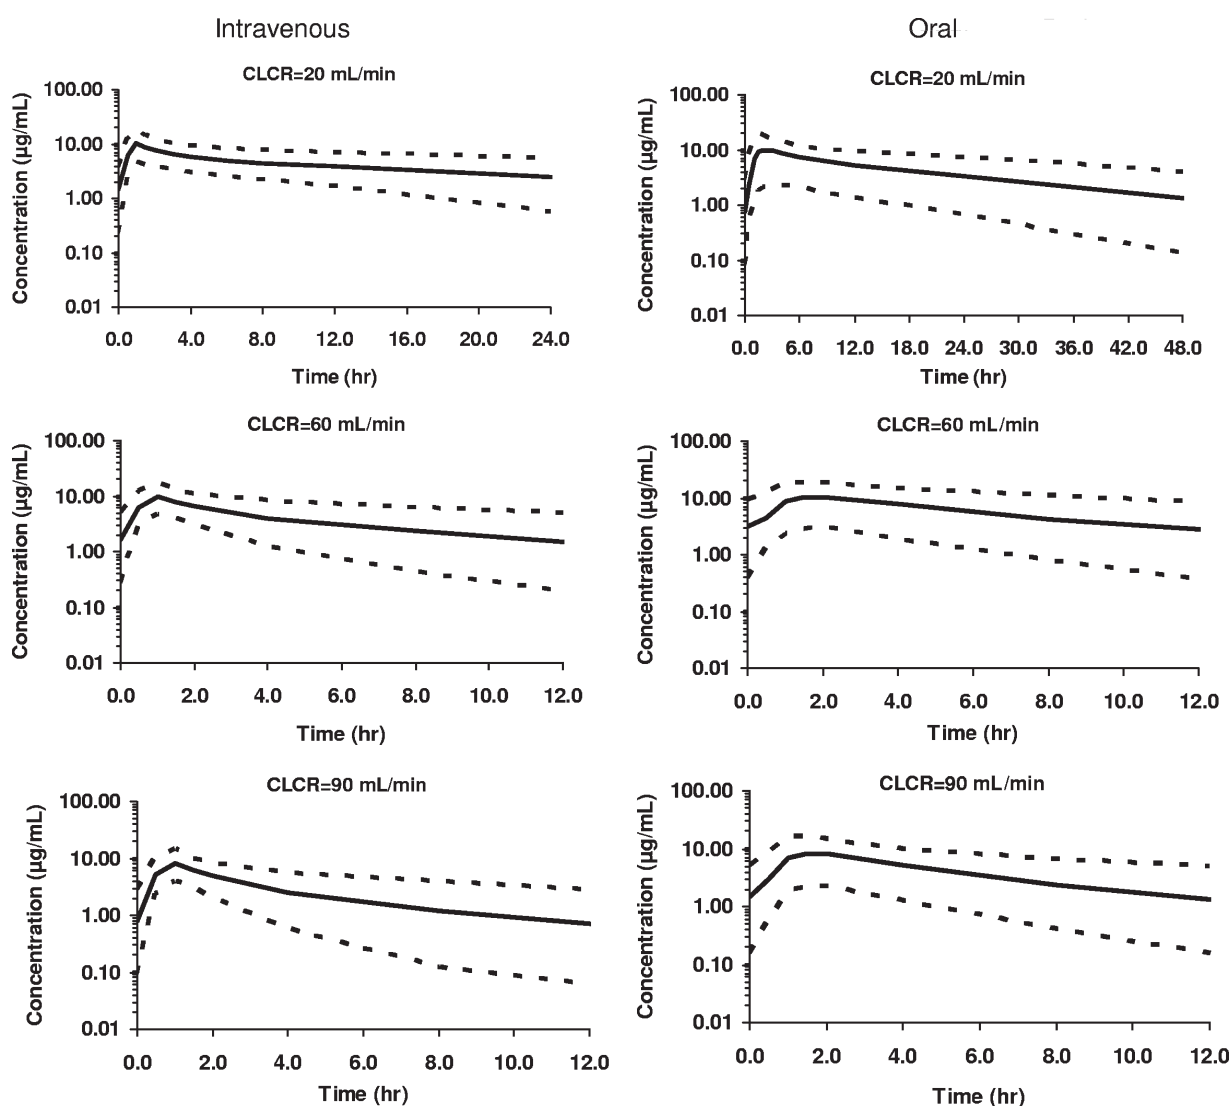 Intravenous
Oral
CLCR=20 mL/min
Concentration (µg/mL)
100.00
10.00
1.00
0.10
0.01
0.0 4.0 8.0 12.0 16.0 20.0 24.0
Time (hr)
CLCR=20 mL/min
Concentration (µg/mL)
100.00
10.00
1.00
0.10
0.01
0.0 6.0 12.0 18.0 24.0 30.0 36.0 42.0 48.0
Time (hr)
CLCR=60 mL/min
Concentration (µg/mL)
100.00
10.00
1.00
0.10
0.01
0.0 2.0 4.0 6.0 8.0 10.0 12.0
Time (hr)
CLCR=60 mL/min
Concentration (µg/mL)
100.00
10.00
1.00
0.10
0.01
0.0 2.0 4.0 6.0 8.0 10.0 12.0
Time (hr)
CLCR=90 mL/min
Concentration (µg/mL)
100.00
10.00
1.00
0.10
0.01
0.0 2.0 4.0 6.0 8.0 10.0 12.0
Time (hr)
CLCR=90 mL/min
Concentration (µg/mL)
100.00
10.00
1.00
0.10
0.01
0.0 2.0 4.0 6.0 8.0 10.0 12.0
Time (hr)